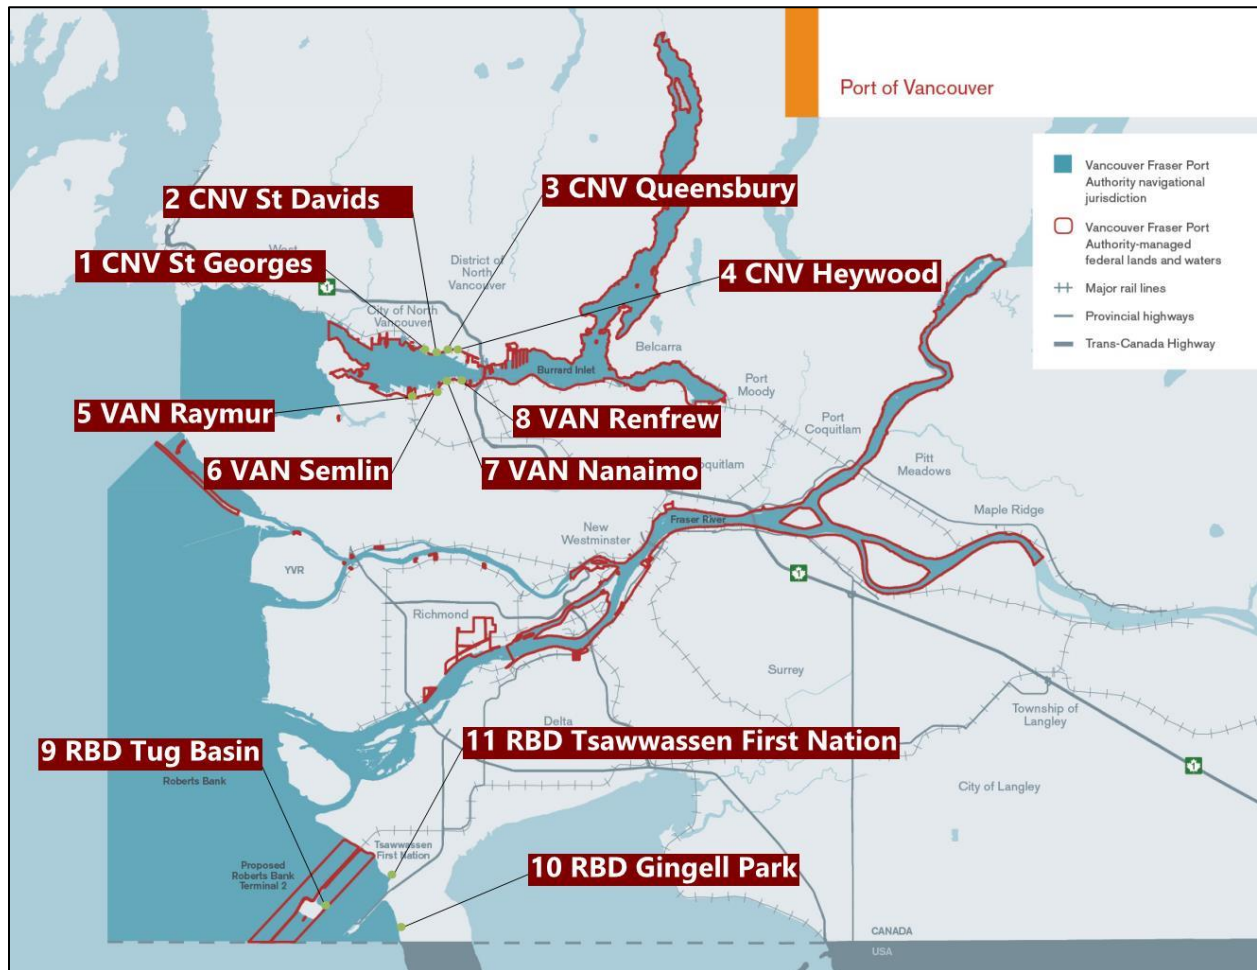 Port of Vancouver
Vancouver Fraser Port
Authority navigational
jurisdiction
Vancouver Fraser Port
Authority-managed
federal lands and waters
Major rail lines
Provincial highways
Trans-Canada Highway
3 CNV Queensbury
2 CNV St Davids
West
District of
North
Vancouver
1 CNV St Georges
4 CNV Heywood
1
City of North
Vancouver
Belcarra
Burrard Inlet
Port
Moody
5 VAN Raymur
8 VAN Renfrew
Port
Coquitlam
6 VAN Semlin
7 VAN Nanaimo
oquitlam
Pitt
Meadows
Maple Ridge
Fraser River
New
Westminster
YVR
1
Richmond
Surrey
Township of
Langley
Delta
9 RBD Tug Basin
11 RBD Tsawwassen First Nation
1
Roberts Bank
City of Langley
Tsawwassen
First Nation
Proposed
Roberts Bank
Terminal 2
10 RBD Gingell Park
CANADA
USA